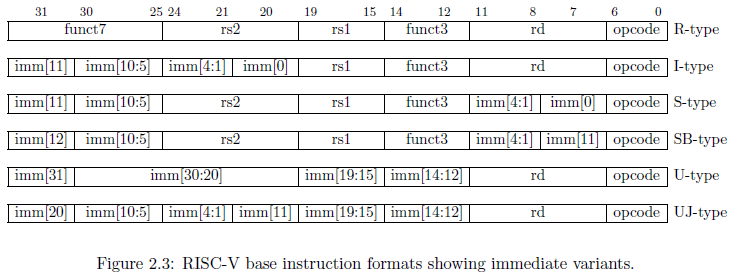 31 30 25 24 21 20 19 15 14 12 11 8 7 6 0
funct7 rs2 rs1 funct3 rd opcode R-type
imm[11] imm[10:5] imm[4:1] imm[0] rs1 funct3 rd opcode I-type
imm[11] imm[10:5] rs2 rs1 funct3 imm[4:1] imm[0] opcode S-type
imm[12] imm[10:5] rs2 rs1 funct3 imm[4:1] imm[11] opcode SB-type
imm[31] imm[30:20] imm[19:15] imm[14:12] rd opcode U-type
imm[20] imm[10:5] imm[4:1] imm[11] imm[19:15] imm[14:12] rd opcode UJ-type
Figure 2.3: RISC-V base instruction formats showing immediate variants.